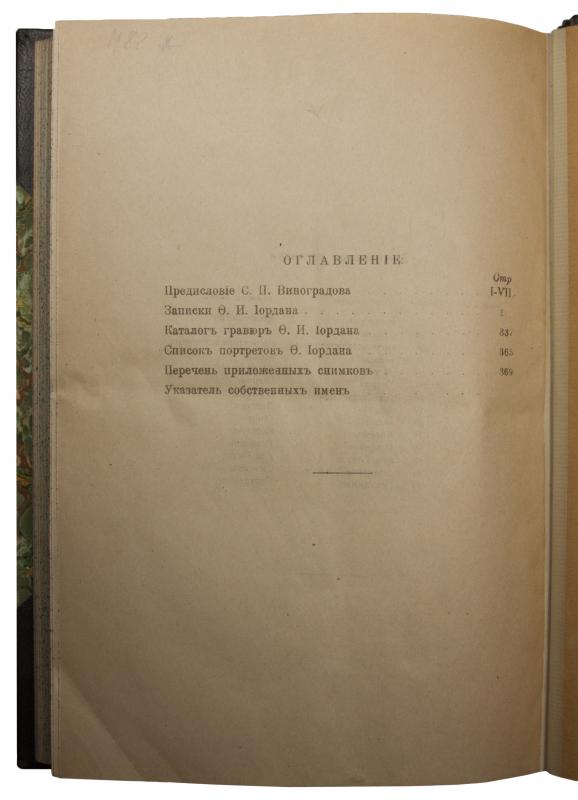 ОГЛАВЛЕНІЕ:
Стр
Предисловіе С. П. Виноградова I-VII.
Записки Ѳ. И. Іордана . . . . . . . . 1
Каталогъ гравюръ Ѳ. И. Іордана . . . 337
Списокъ портретовъ Ѳ. Іордана . . . 365
Перечень приложенныхъ снимковъ . . 369
Указатель собственныхъ именъ